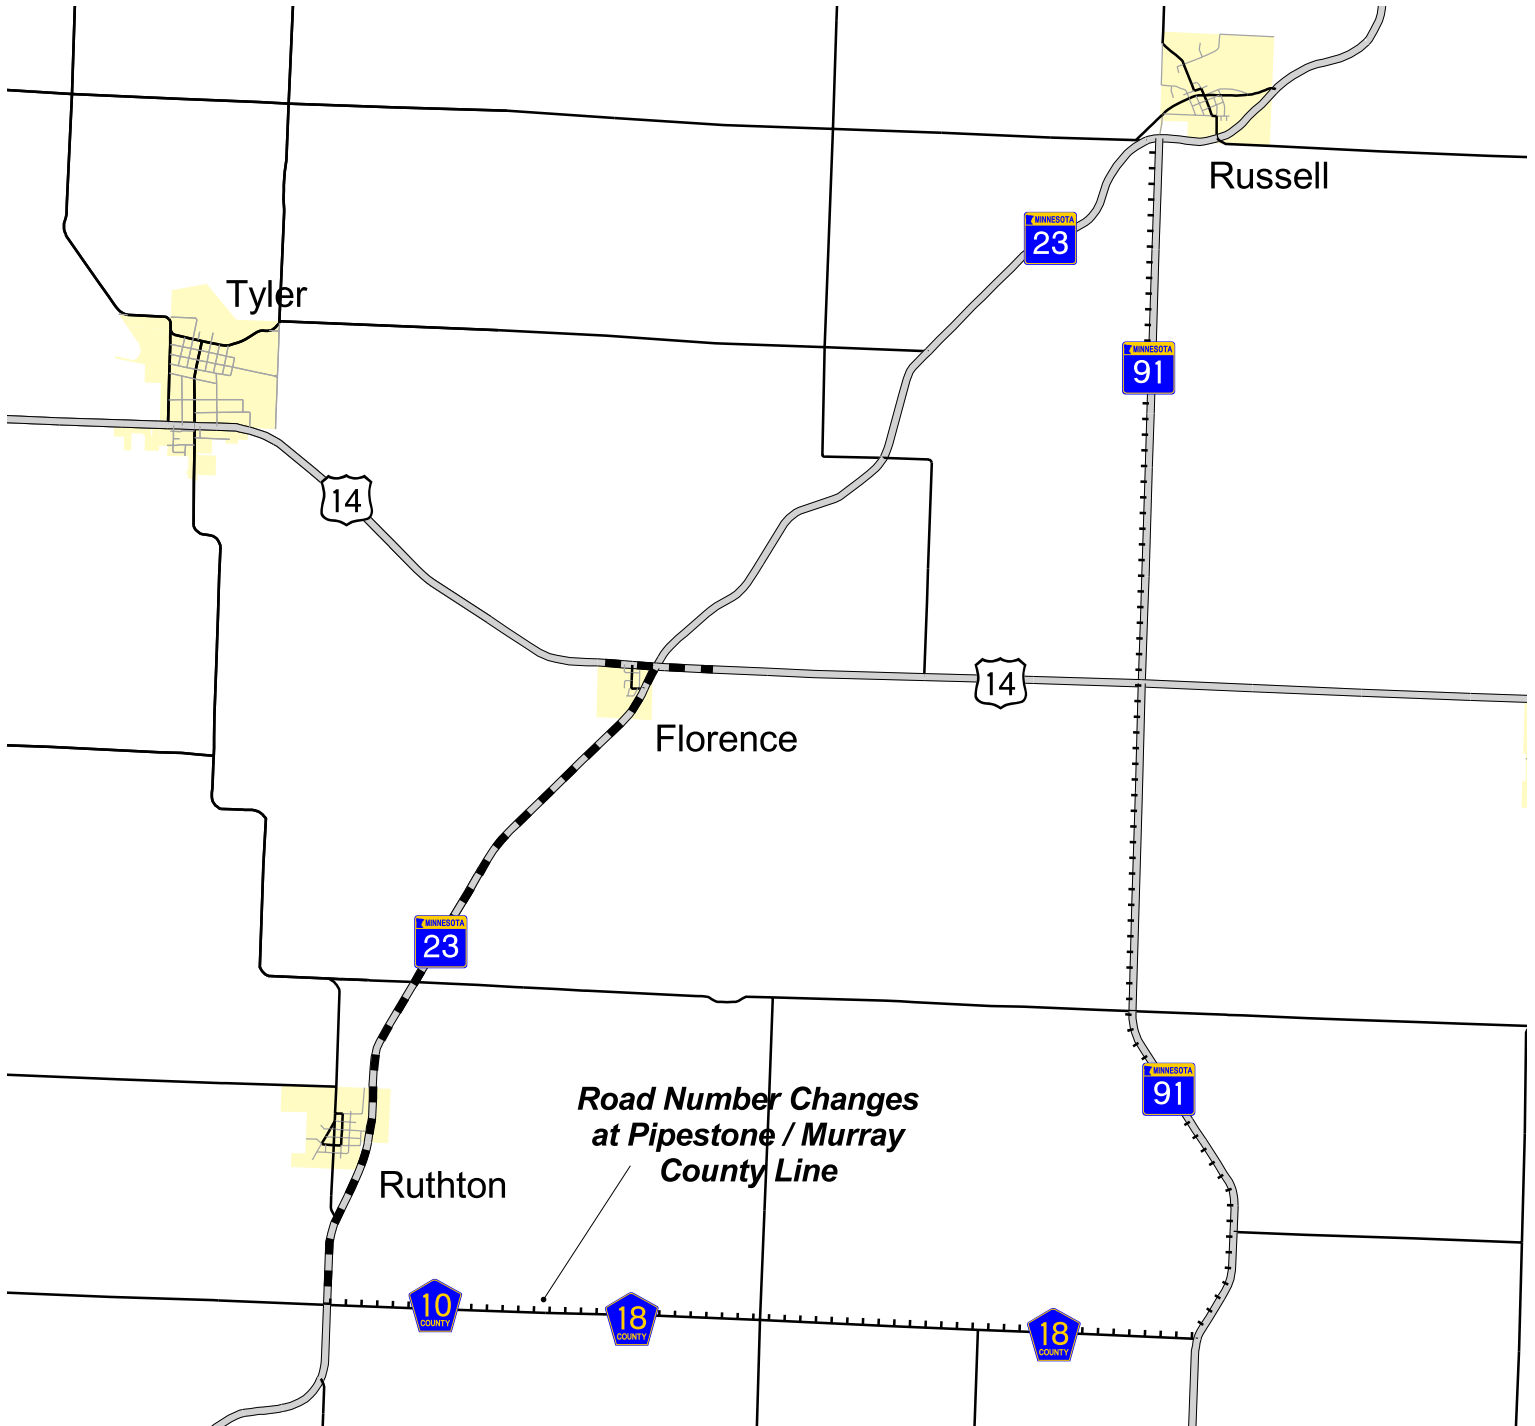 Russell
MINNESOTA
23
Tyler
MINNESOTA
91
14
14
Florence
MINNESOTA
23
MINNESOTA
91
Road Number Changes
at Pipestone / Murray
County Line
Ruthton
10
COUNTY
18
COUNTY
18
COUNTY